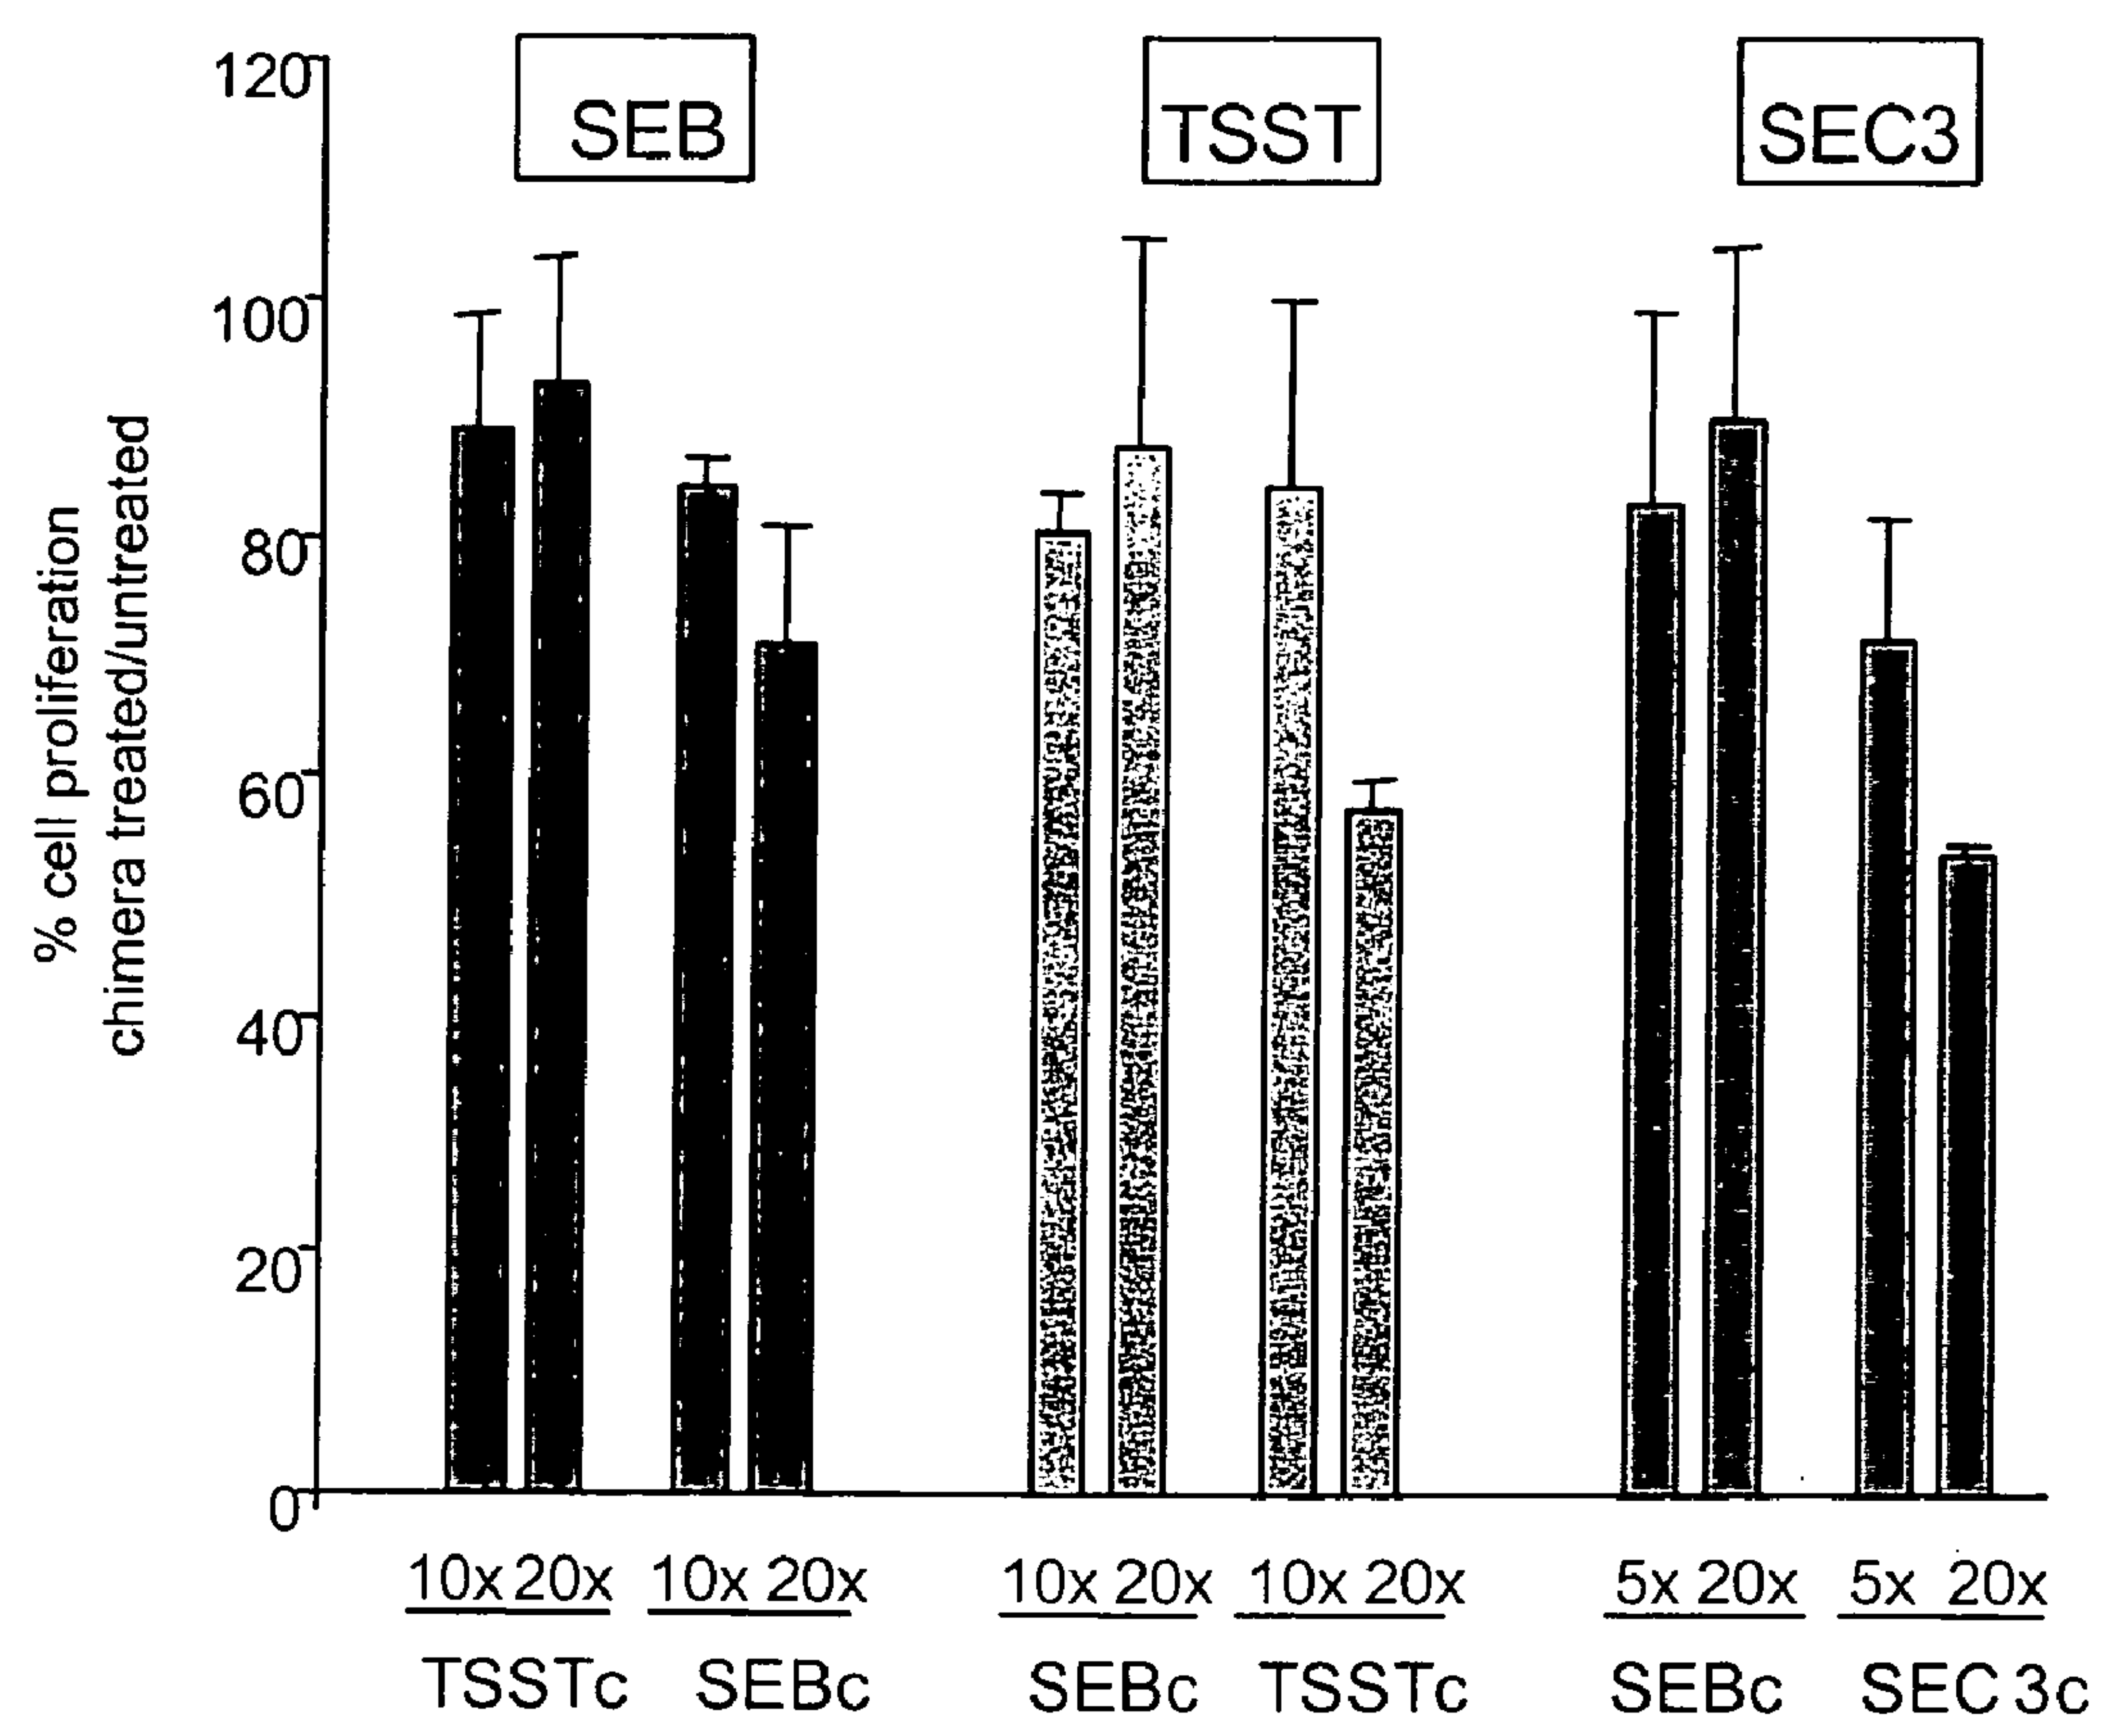 SEB
TSST
SEC3
120
100
80
60
40
20
0
% cell proliferation
chimera treated/untreated
10x 20x 10x 20x 10x 20x 10x 20x 5x 20x 5x 20x
TSSTc SEBc SEBc TSSTc SEBc SEC 3c